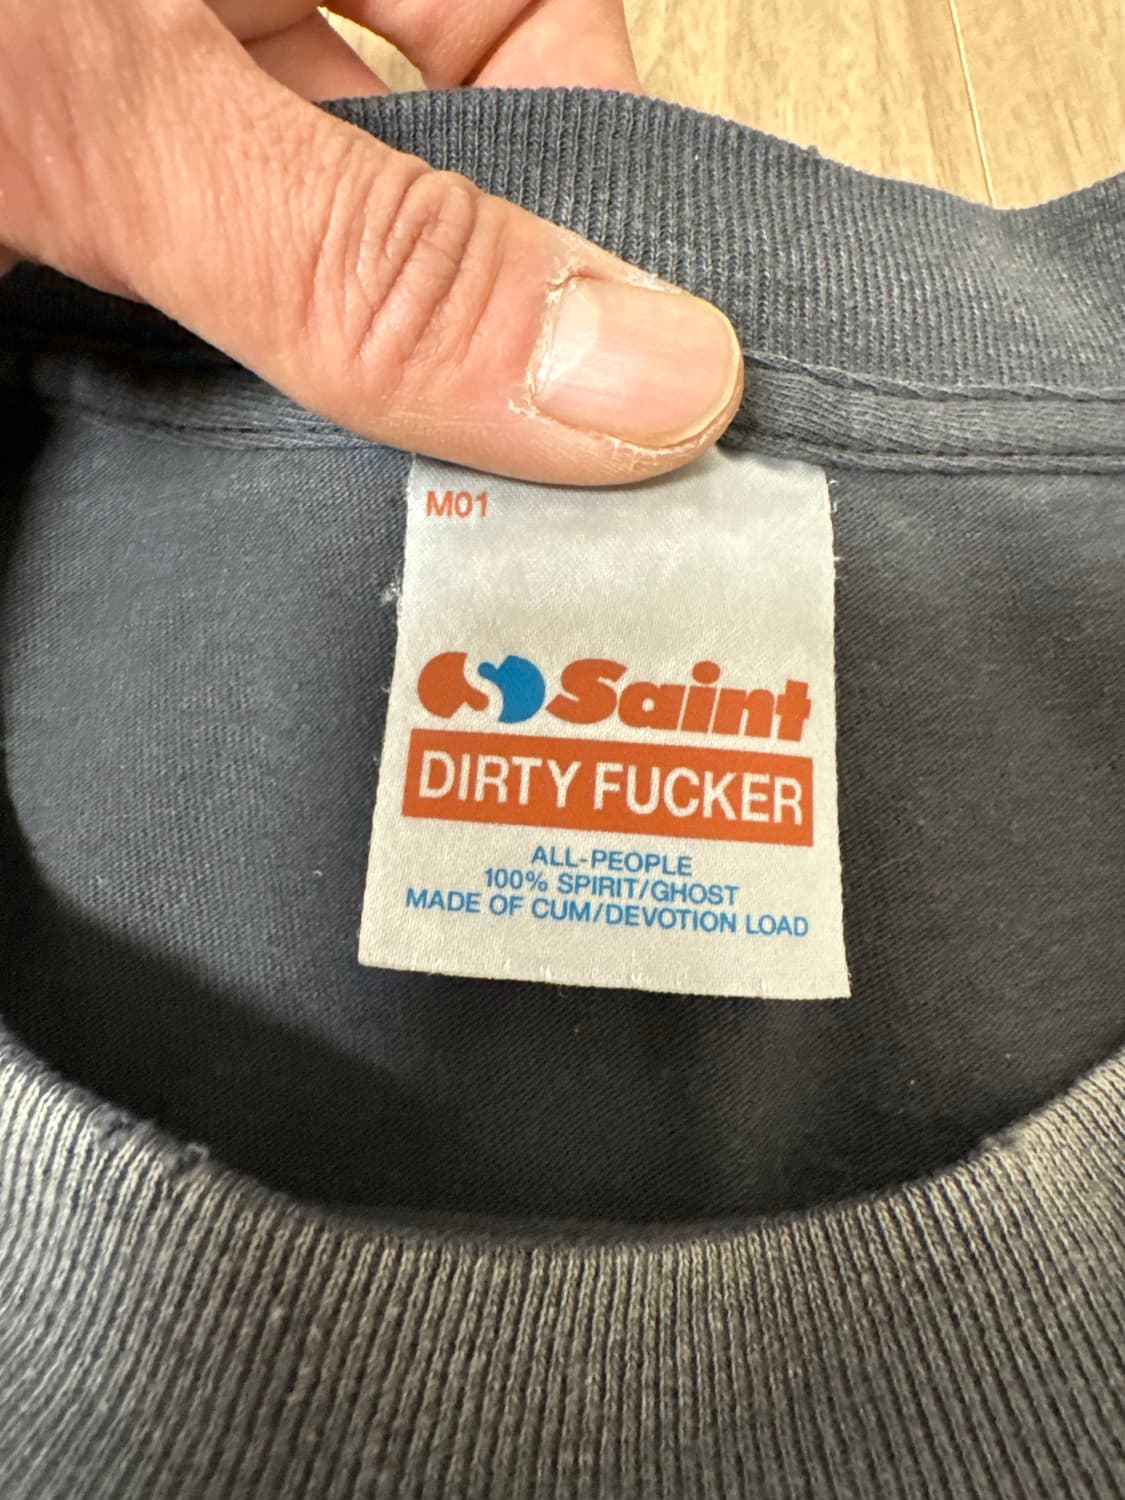 M01
Saint
DIRTY FUCKER
ALL-PEOPLE
100% SPIRIT/GHOST
MADE OF CUM/DEVOTION LOAD